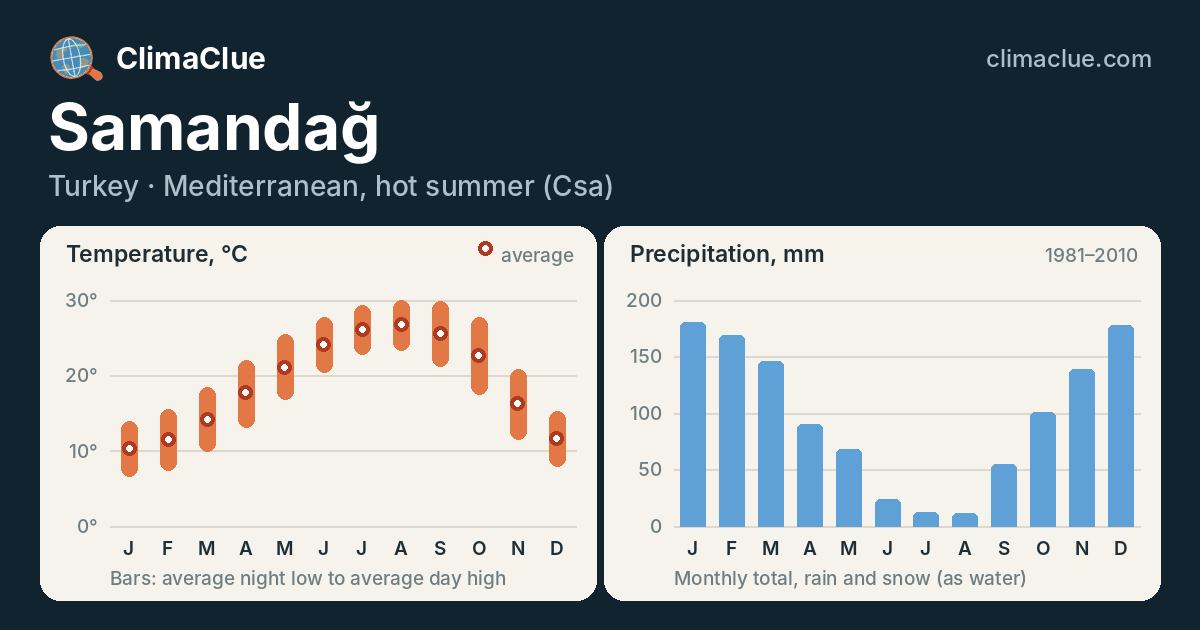 ClimaClue
climaclue.com
Samandağ
Turkey · Mediterranean, hot summer (Csa)
Temperature, °C
average
30°
20°
10°
0°
J F M A M J J A S O N D
Bars: average night low to average day high
Precipitation, mm
1981–2010
200
150
100
50
0
J F M A M J J A S O N D
Monthly total, rain and snow (as water)